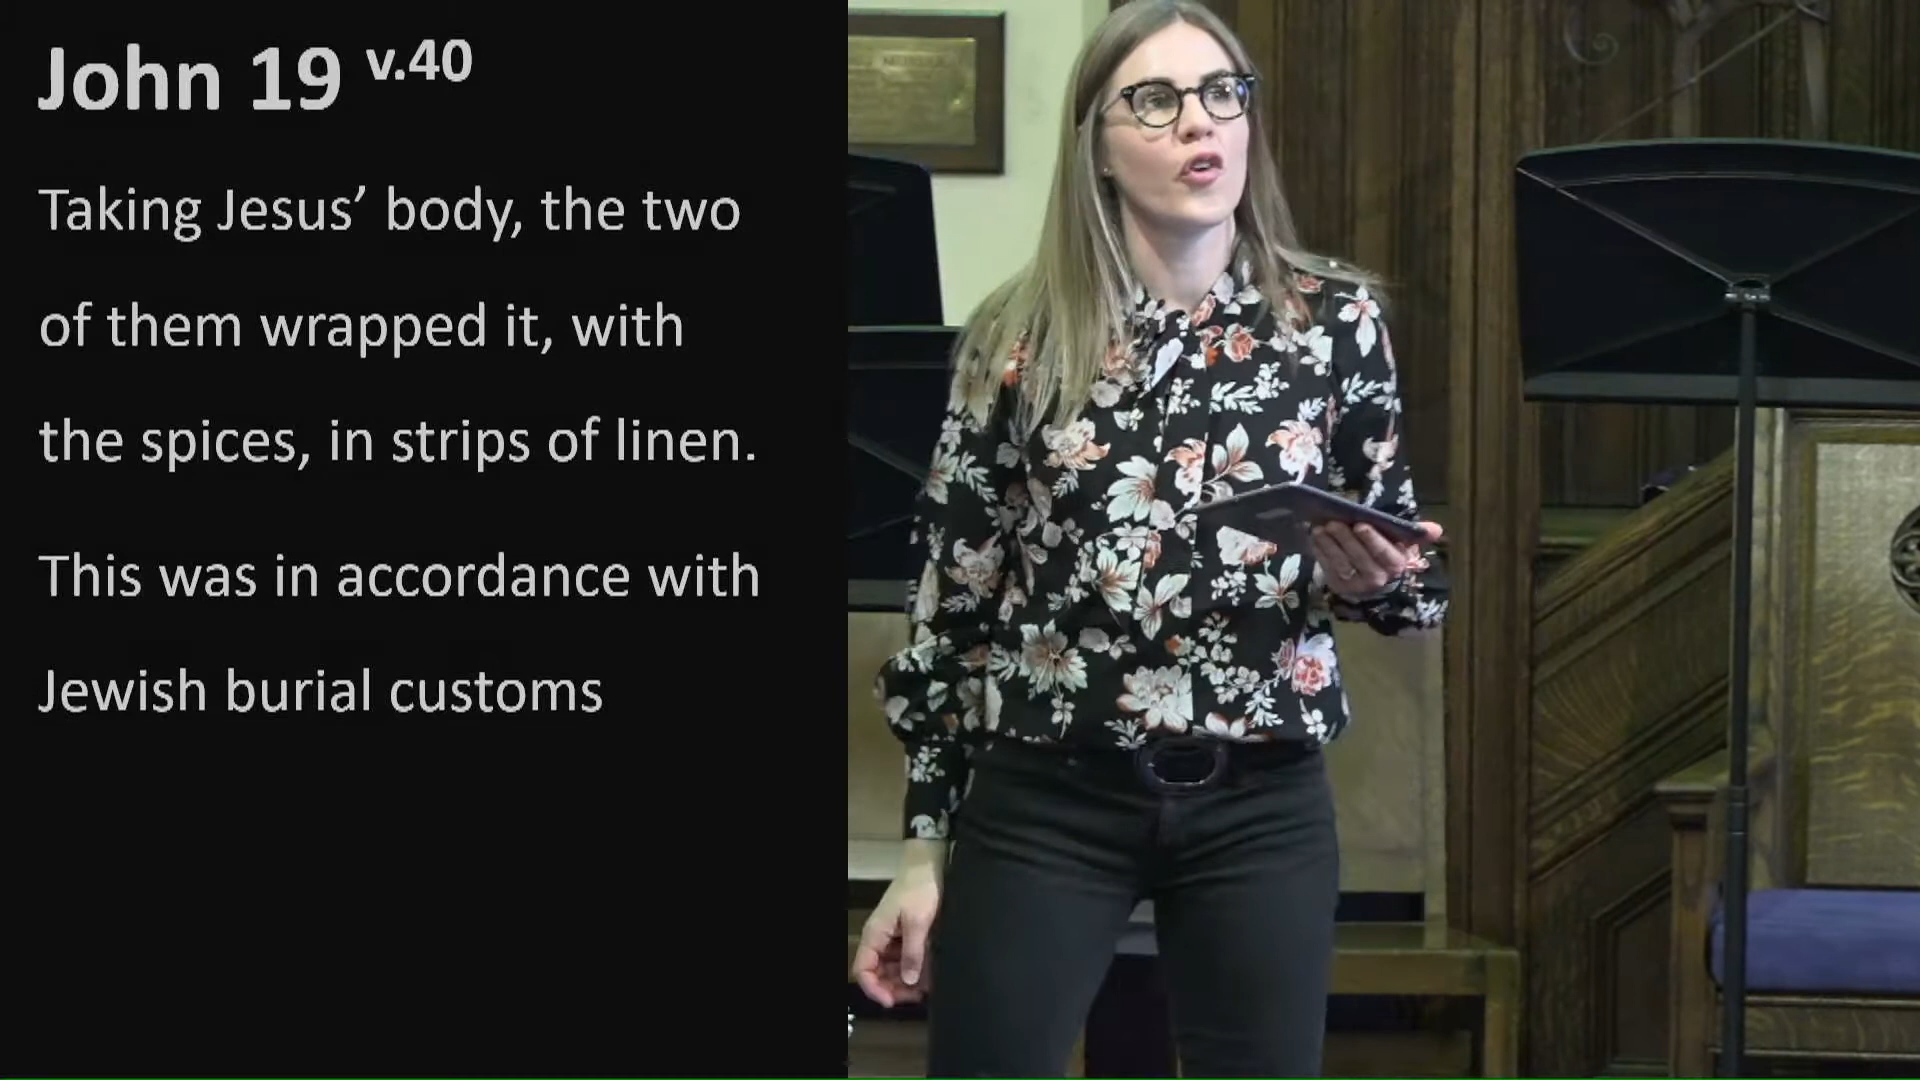 John 19 v.40
Taking Jesus’ body, the two
of them wrapped it, with
the spices, in strips of linen.
This was in accordance with
Jewish burial customs